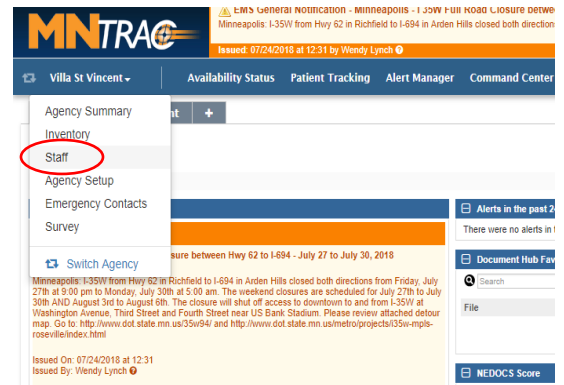 EMS General Notification - Minneapolis - I 35W Full Road Closure betwe
Minneapolis: I-35W from Hwy 62 in Richfield to I-694 in Arden Hills closed both direction
MNTRAC
Issued: 07/24/2018 at 12:31 by Wendy Lynch
Villa St Vincent
Availability Status Patient Tracking Alert Manager Command Center
Agency Summary
nt +
Inventory
Staff
Agency Setup
Emergency Contacts
Alerts in the past 2
Survey
There were no alerts in t
sure between Hwy 62 to I-694 - July 27 to July 30, 2018
Document Hub Fav
Switch Agency
Minneapolis: I-35W from Hwy 62 in Richfield to I-694 in Arden Hills closed both directions from Friday, July
27th at 9:00 pm to Monday, July 30th at 5:00 am. The weekend closures are scheduled for July 27th to July
30th AND August 3rd to August 6th. The closure will shut off access to downtown to and from I-35W at
Washington Avenue, Third Street and Fourth Street near US Bank Stadium. Please review attached detour
map. Go to: http://www.dot.state.mn.us/35w94/ and http://www.dot.state.mn.us/metro/projects/i35w-mpls-
roseville/index.html
Search
File
Issued On: 07/24/2018 at 12:31
Issued By: Wendy Lynch
NEDOCS Score